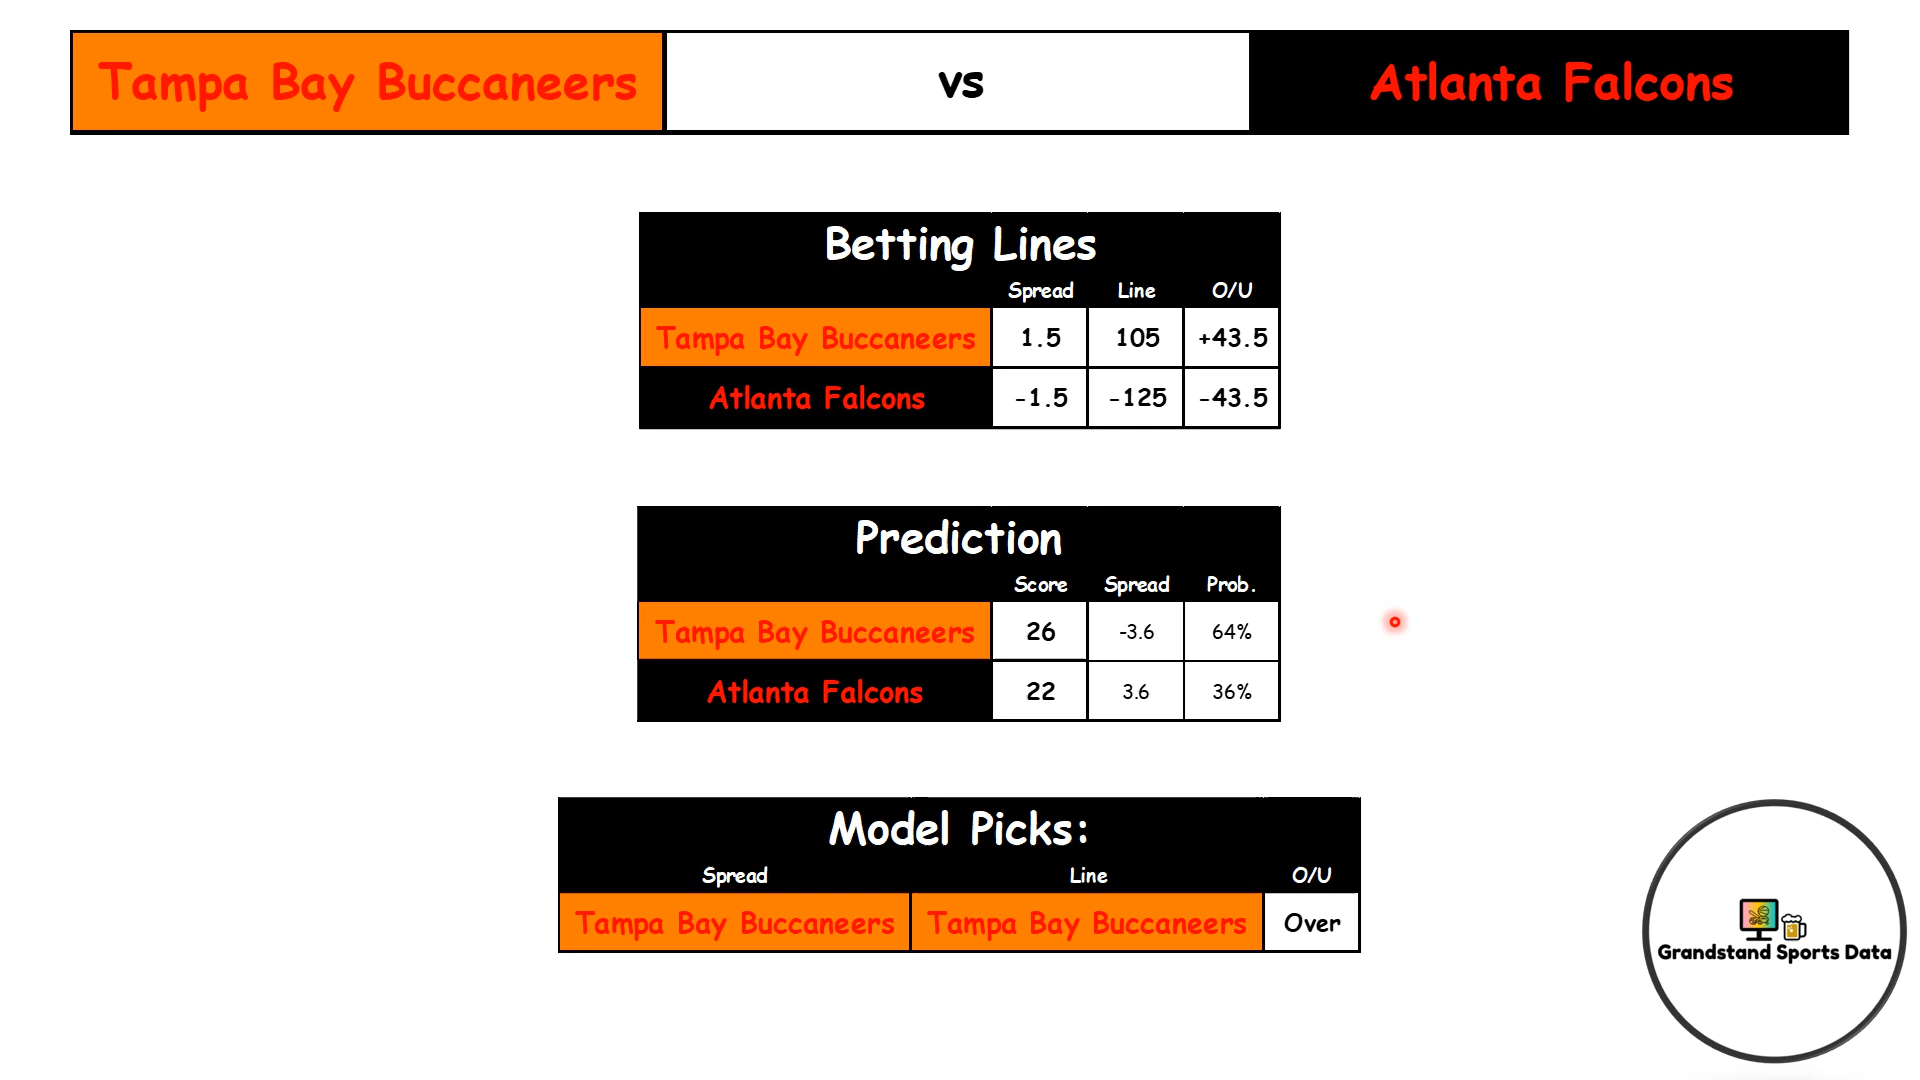 Tampa Bay Buccaneers vs Atlanta Falcons
Betting Lines
Spread Line O/U
Tampa Bay Buccaneers 1.5 105 +43.5
Atlanta Falcons -1.5 -125 -43.5
Prediction
Score Spread Prob.
Tampa Bay Buccaneers 26 -3.6 64%
Atlanta Falcons 22 3.6 36%
Model Picks:
Spread Line O/U
Tampa Bay Buccaneers Tampa Bay Buccaneers Over
Grandstand Sports Data